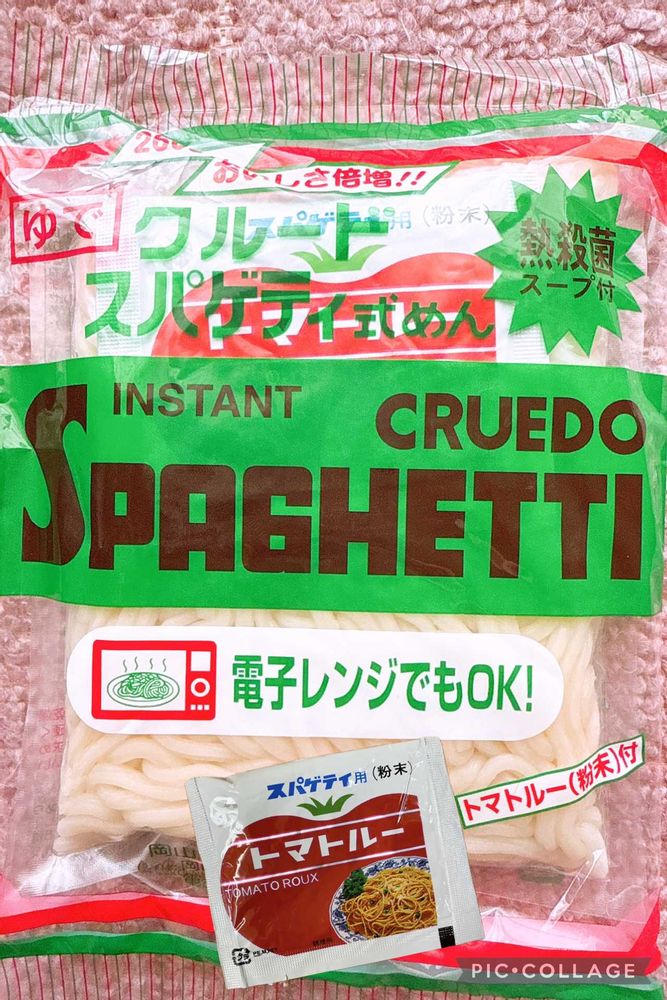 おいしさ倍増!!
ゆで
クルード
スパゲティ式めん
スパゲティ用(粉末)
熱殺菌
スープ付
INSTANT CRUEDO
SPAGHETTI
電子レンジでもOK!
トマトルー(粉末)付
スパゲティ用(粉末)
トマトルー
TOMATO ROUX
PIC•COLLAGE